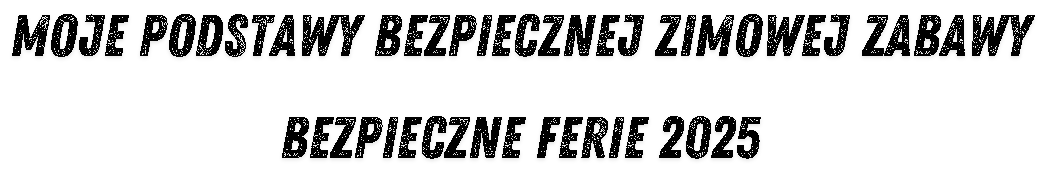 MOJE PODSTAWY BEZPIECZNEJ ZIMOWEJ ZABAWY
BEZPIECZNE FERIE 2025